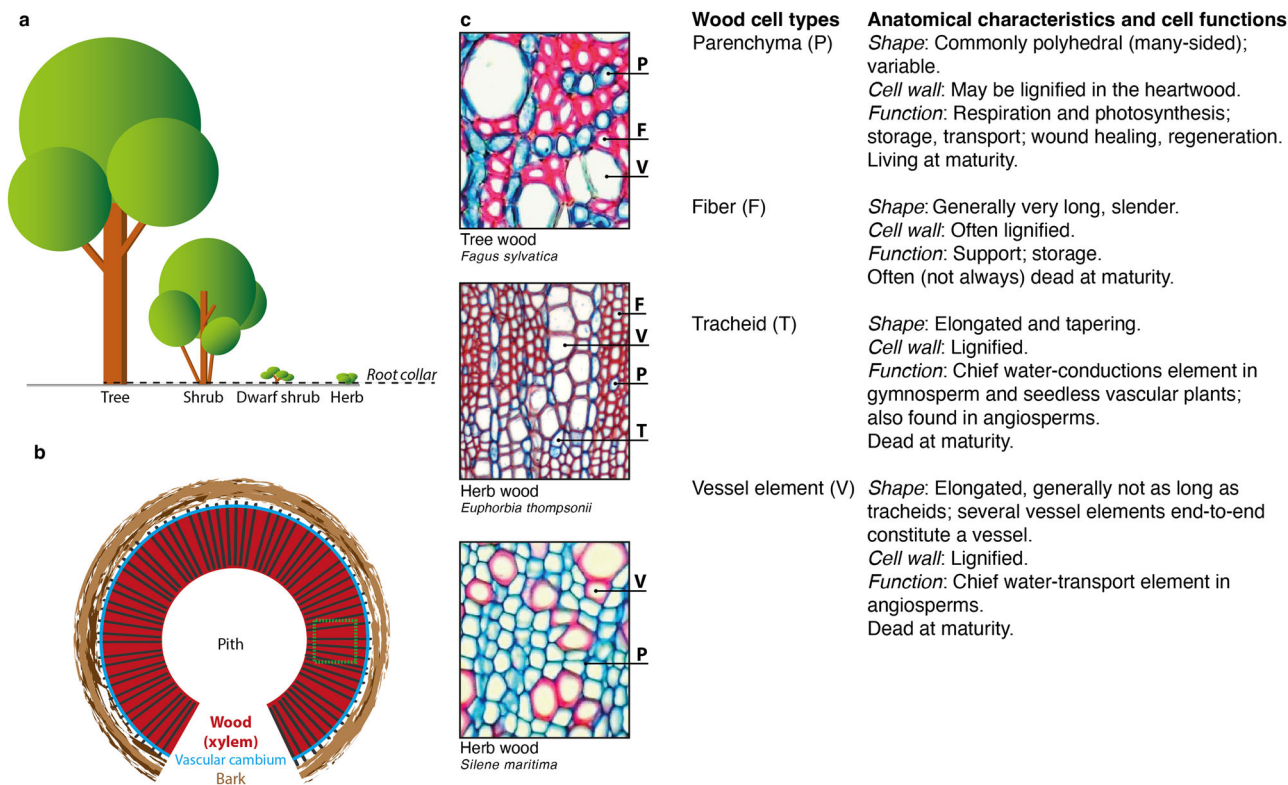 a
Root collar
Tree
Shrub
Dwarf shrub
Herb
b
Pith
Wood
(xylem)
Vascular cambium
Bark
c
P
F
V
Tree wood
Fagus sylvatica
F
V
P
T
Herb wood
Euphorbia thompsonii
V
P
Herb wood
Silene maritima
Wood cell types
Anatomical characteristics and cell functions
Parenchyma (P)
Shape: Commonly polyhedral (many-sided);
variable.
Cell wall: May be lignified in the heartwood.
Function: Respiration and photosynthesis;
storage, transport; wound healing, regeneration.
Living at maturity.
Fiber (F)
Shape: Generally very long, slender.
Cell wall: Often lignified.
Function: Support; storage.
Often (not always) dead at maturity.
Tracheid (T)
Shape: Elongated and tapering.
Cell wall: Lignified.
Function: Chief water-conductions element in
gymnosperm and seedless vascular plants;
also found in angiosperms.
Dead at maturity.
Vessel element (V)
Shape: Elongated, generally not as long as
tracheids; several vessel elements end-to-end
constitute a vessel.
Cell wall: Lignified.
Function: Chief water-transport element in
angiosperms.
Dead at maturity.